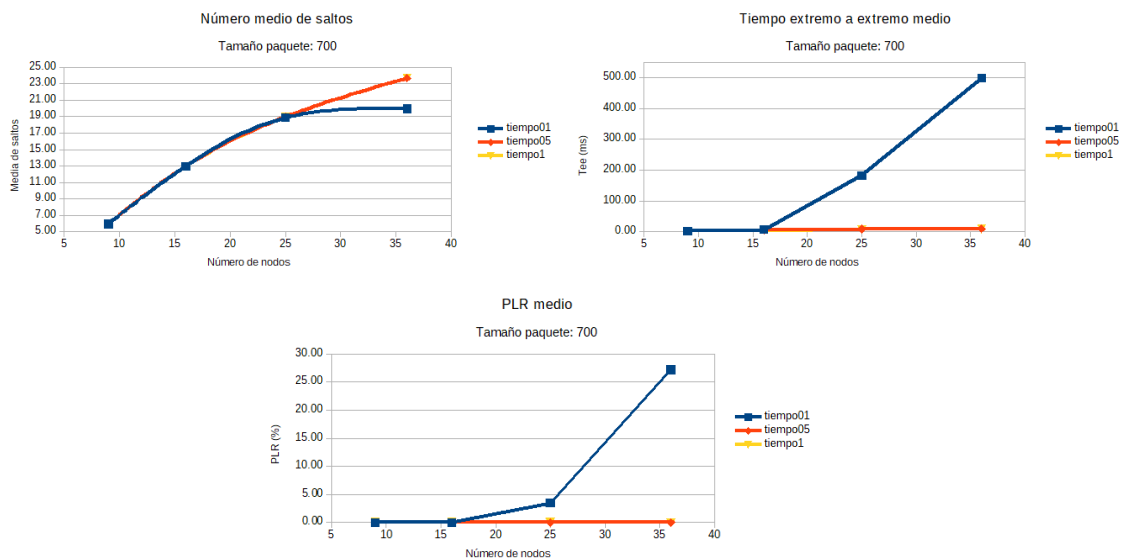 Número medio de saltos
Tamaño paquete: 700
25.00
23.00
21.00
19.00
17.00
15.00
13.00
11.00
9.00
7.00
5.00
Media de saltos
5 10 15 20 25 30 35 40
Número de nodos
tiempo01
tiempo05
tiempo1
Tiempo extremo a extremo medio
Tamaño paquete: 700
500.00
400.00
300.00
200.00
100.00
0.00
Tee (ms)
5 10 15 20 25 30 35 40
Número de nodos
tiempo01
tiempo05
tiempo1
PLR medio
Tamaño paquete: 700
30.00
25.00
20.00
15.00
10.00
5.00
0.00
PLR (%)
5 10 15 20 25 30 35 40
Número de nodos
tiempo01
tiempo05
tiempo1